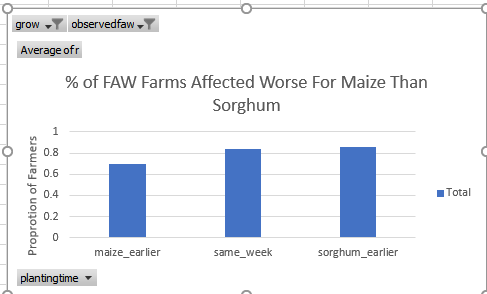 grow observedfaw
Average of r
% of FAW Farms Affected Worse For Maize Than
Sorghum
Proprotion of Farmers
1
0.8
0.6
0.4
0.2
0
maize_earlier same_week sorghum_earlier
Total
plantingtime